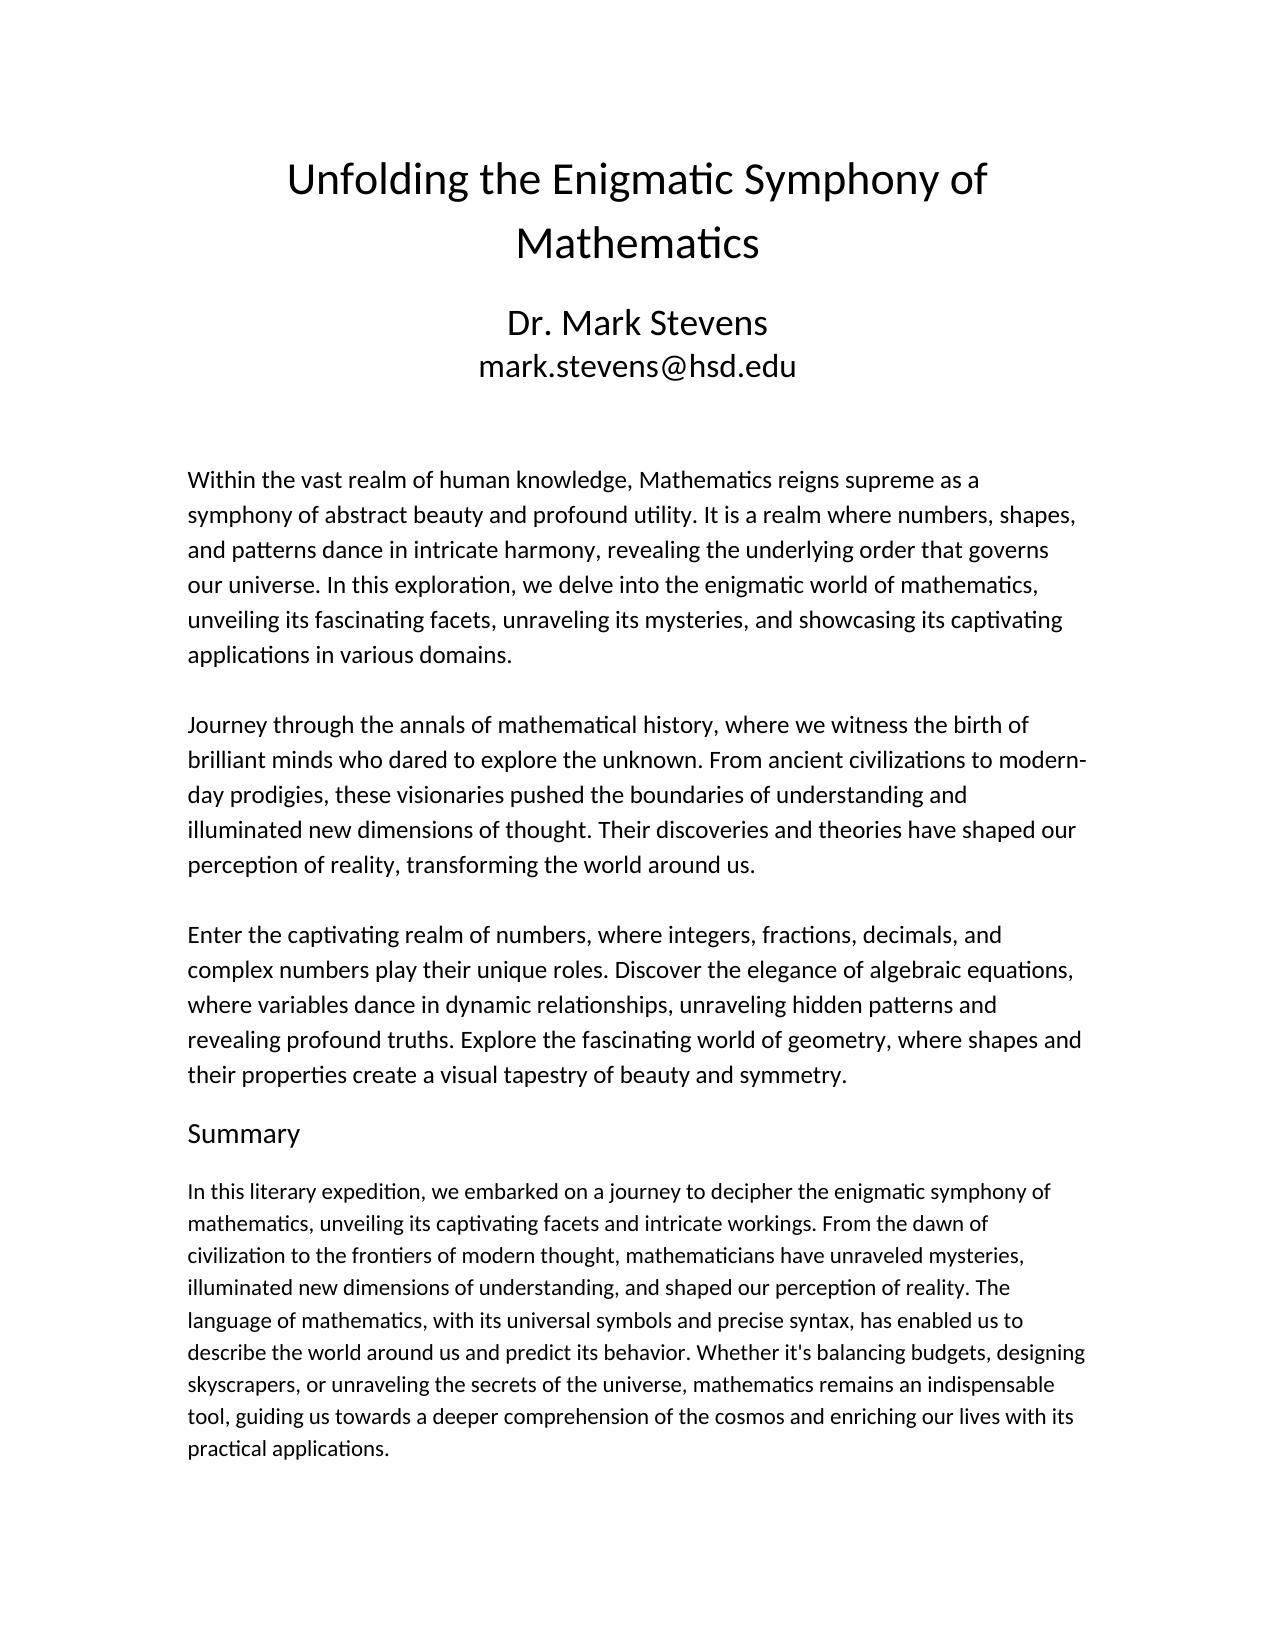 Unfolding the Enigmatic Symphony of
Mathematics
Dr. Mark Stevens
mark.stevens@hsd.edu
Within the vast realm of human knowledge, Mathematics reigns supreme as a
symphony of abstract beauty and profound utility. It is a realm where numbers, shapes,
and patterns dance in intricate harmony, revealing the underlying order that governs
our universe. In this exploration, we delve into the enigmatic world of mathematics,
unveiling its fascinating facets, unraveling its mysteries, and showcasing its captivating
applications in various domains.
Journey through the annals of mathematical history, where we witness the birth of
brilliant minds who dared to explore the unknown. From ancient civilizations to modern-
day prodigies, these visionaries pushed the boundaries of understanding and
illuminated new dimensions of thought. Their discoveries and theories have shaped our
perception of reality, transforming the world around us.
Enter the captivating realm of numbers, where integers, fractions, decimals, and
complex numbers play their unique roles. Discover the elegance of algebraic equations,
where variables dance in dynamic relationships, unraveling hidden patterns and
revealing profound truths. Explore the fascinating world of geometry, where shapes and
their properties create a visual tapestry of beauty and symmetry.
Summary
In this literary expedition, we embarked on a journey to decipher the enigmatic symphony of
mathematics, unveiling its captivating facets and intricate workings. From the dawn of
civilization to the frontiers of modern thought, mathematicians have unraveled mysteries,
illuminated new dimensions of understanding, and shaped our perception of reality. The
language of mathematics, with its universal symbols and precise syntax, has enabled us to
describe the world around us and predict its behavior. Whether it's balancing budgets, designing
skyscrapers, or unraveling the secrets of the universe, mathematics remains an indispensable
tool, guiding us towards a deeper comprehension of the cosmos and enriching our lives with its
practical applications.